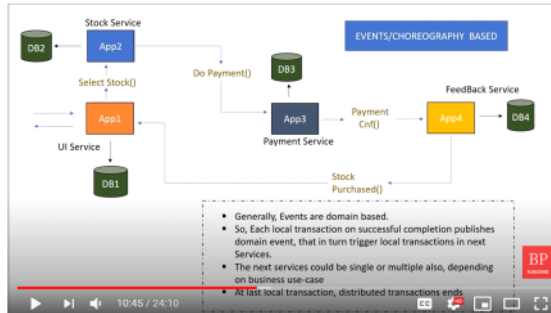 Stock Service
EVENTS/CHOREOGRAPHY BASED
DB2
App2
Do Payment()
DB3
Select Stock()
FeedBack Service
App1
App3
Payment
Cnf()
App4
DB4
UI Service
Payment Service
DB1
Stock
Purchased()
• Generally, Events are domain based.
• So, Each local transaction on successful completion publishes
domain event, that in turn trigger local transactions in next
Services.
• The next services could be single or multiple also, depending
on business use-case
• At last local transaction, distributed transactions ends
BP
SUBSCRIBE
10:45 / 24:10
CC